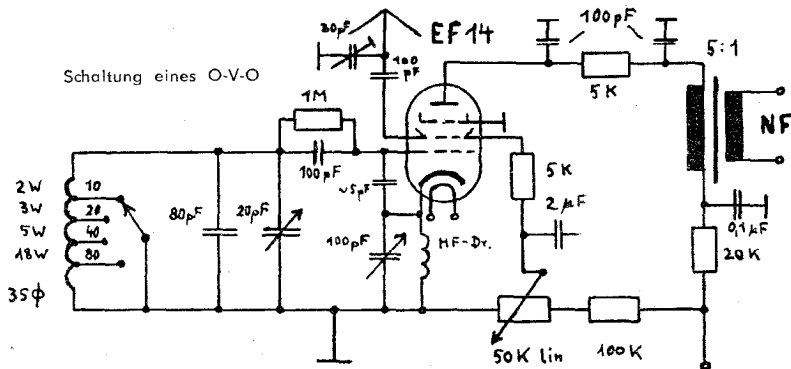 Schaltung eines O-V-O
30pF
100 pF
EF14
100pF
5:1
1M
5K
NF
100pF
~5pF
5K
2µF
2W
10
3W
20
5W
40
18W
80
35ϕ
80pF
20pF
100pF
HF-Dr.
0,1µF
20K
50K lin
100K